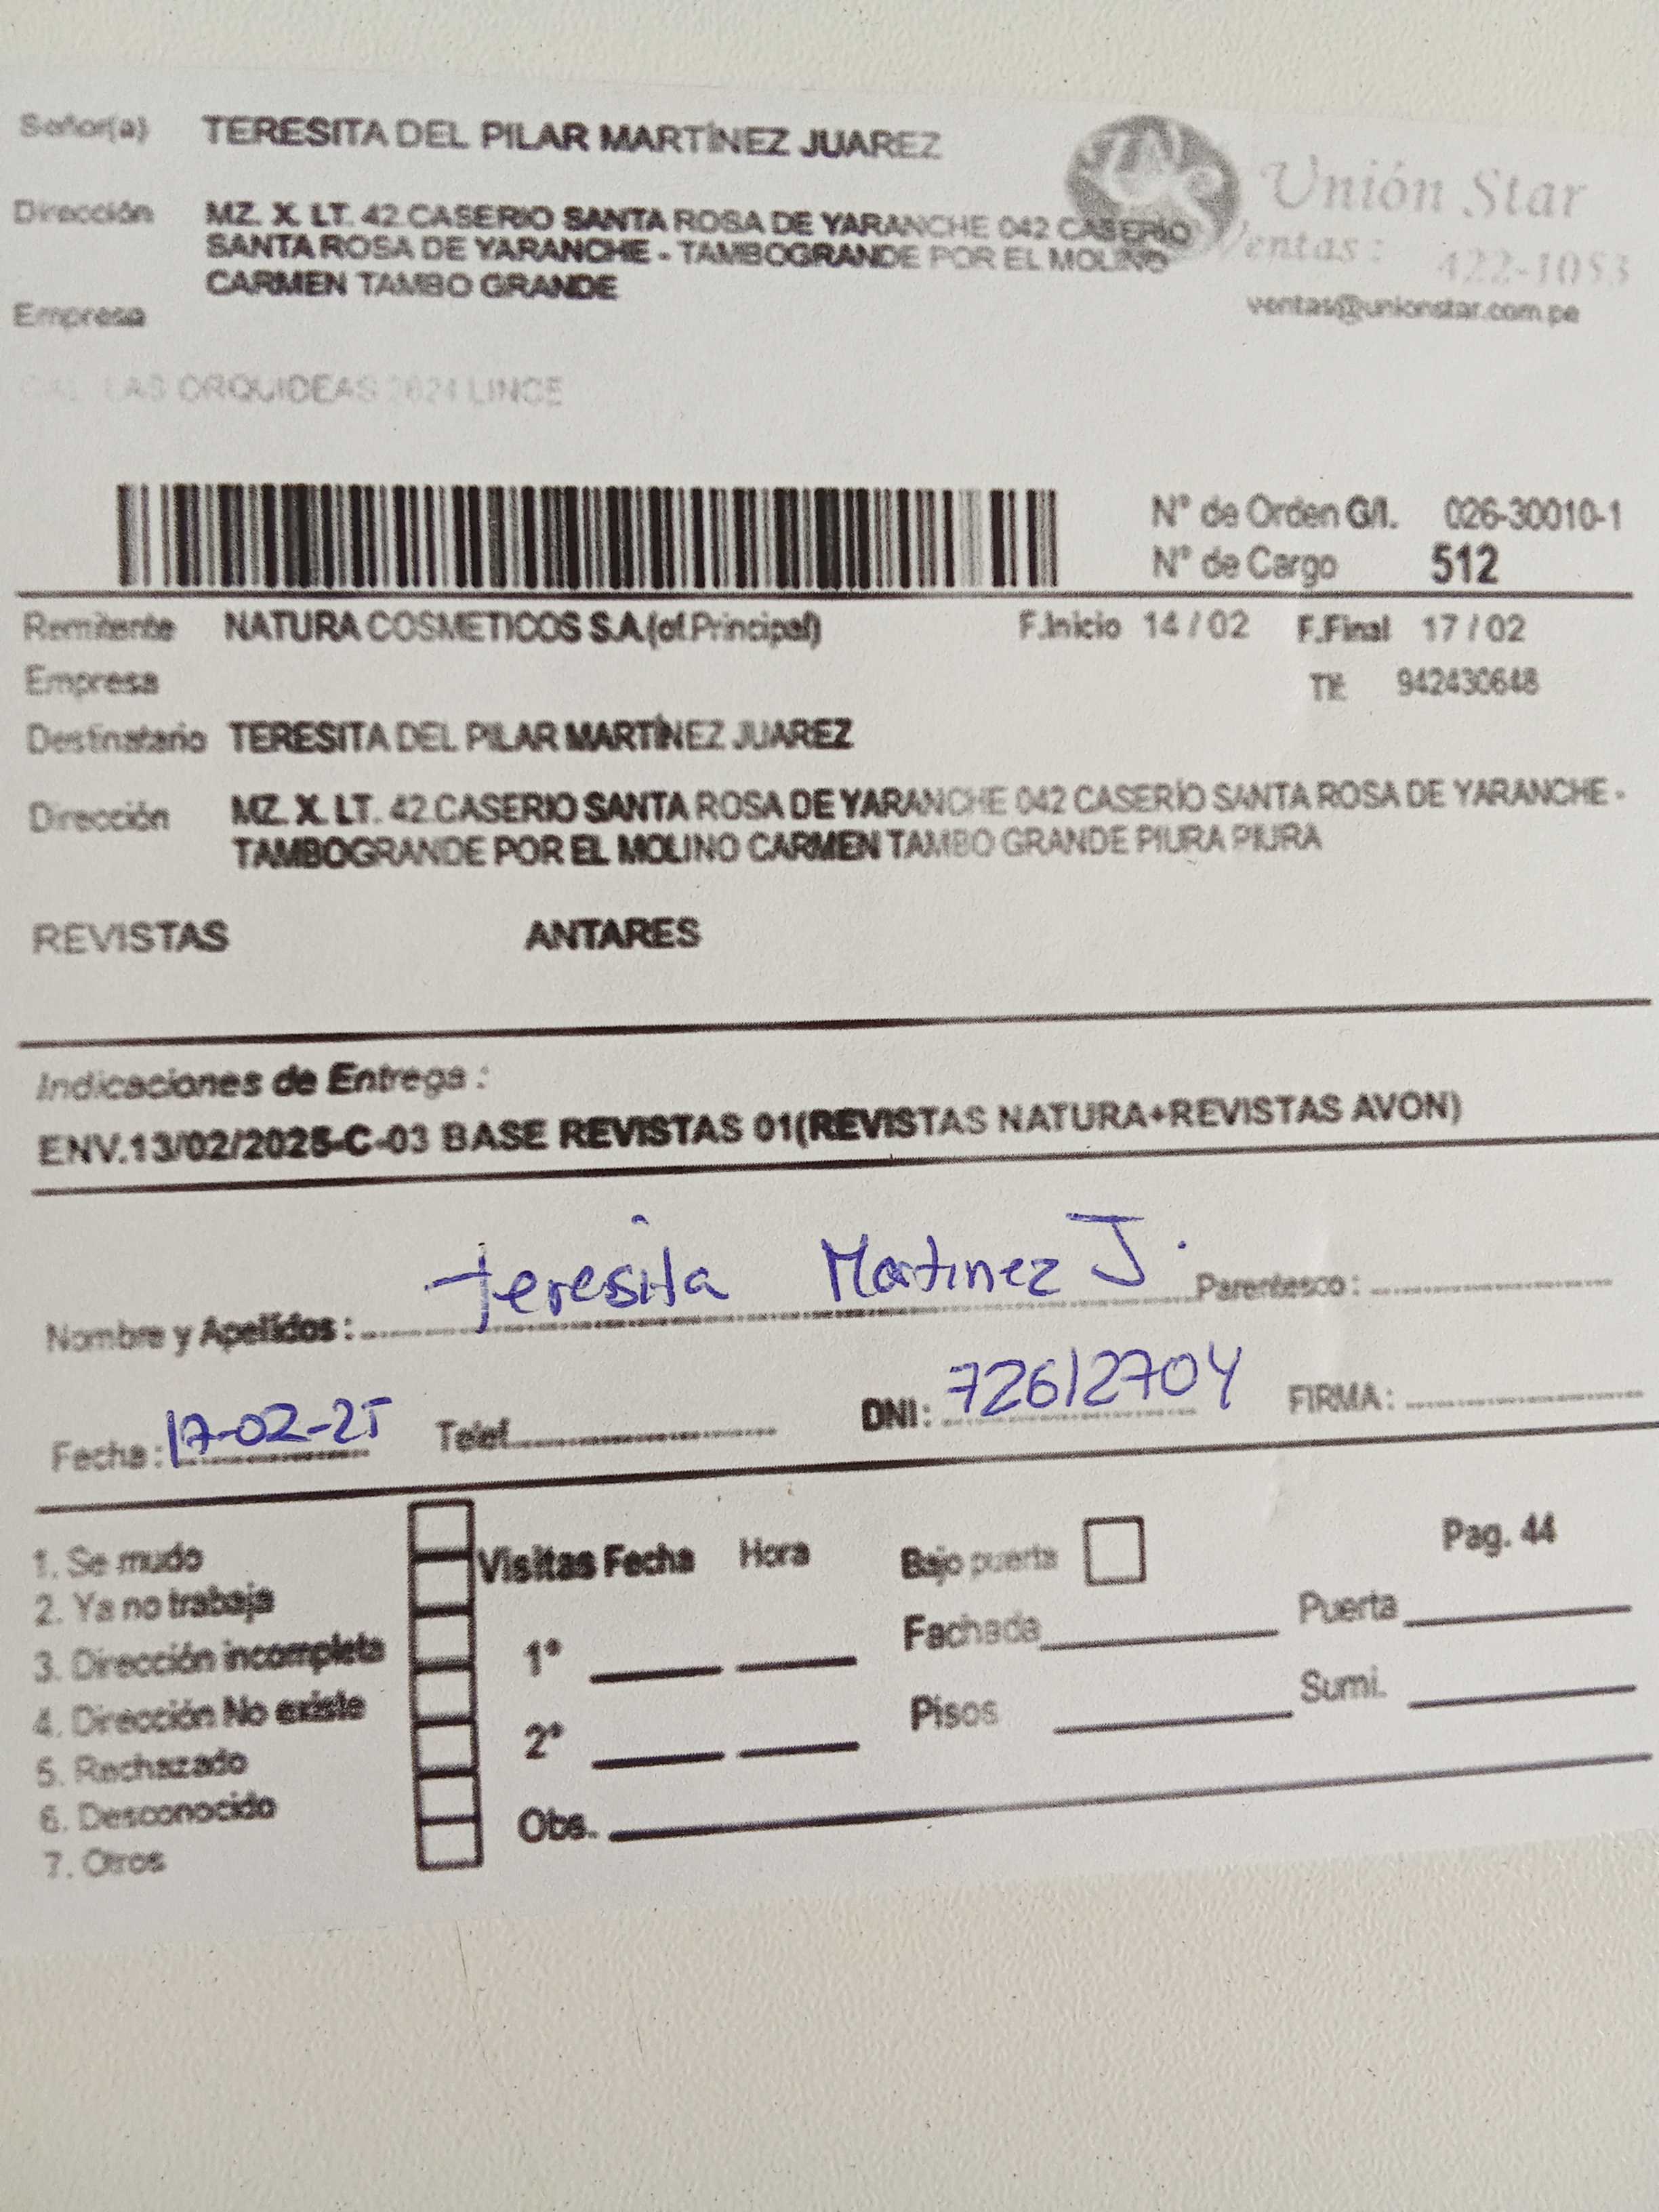 Señor(a) TERESITA DEL PILAR MARTÍNEZ JUAREZ
Unión Star
Ventas: 422-1053
ventas@unionstar.com.pe
Dirección MZ. X. LT. 42.CASERIO SANTA ROSA DE YARANCHE 042 CASERÍO
SANTA ROSA DE YARANCHE - TAMBOGRANDE POR EL MOLINO
CARMEN TAMBO GRANDE
Empresa
LAS ORQUIDEAS 2624 LINCE
N° de Orden G/I. 026-30010-1
N° de Cargo 512
Remitente NATURA COSMETICOS S.A.(of.Principal) F.Inicio 14 / 02 F.Final 17 / 02
Empresa Tlf: 942430648
Destinatario TERESITA DEL PILAR MARTÍNEZ JUAREZ
Dirección MZ. X. LT. 42.CASERIO SANTA ROSA DE YARANCHE 042 CASERÍO SANTA ROSA DE YARANCHE -
TAMBOGRANDE POR EL MOLINO CARMEN TAMBO GRANDE PIURA PIURA
REVISTAS ANTARES
Indicaciones de Entrega :
ENV.13/02/2025-C-03 BASE REVISTAS 01(REVISTAS NATURA+REVISTAS AVON)
Nombre y Apellidos : Teresita Martinez J. Parentesco :
Fecha : 17-02-25 Telef. DNI : 72612704 FIRMA :
1. Se mudo
2. Ya no trabaja
3. Dirección incompleta
4. Dirección No existe
5. Rechazado
6. Desconocido
7. Otros
Visitas Fecha Hora
1°
2°
Obs.
Bajo puerta Pag. 44
Fachada Puerta
Pisos Sumi.